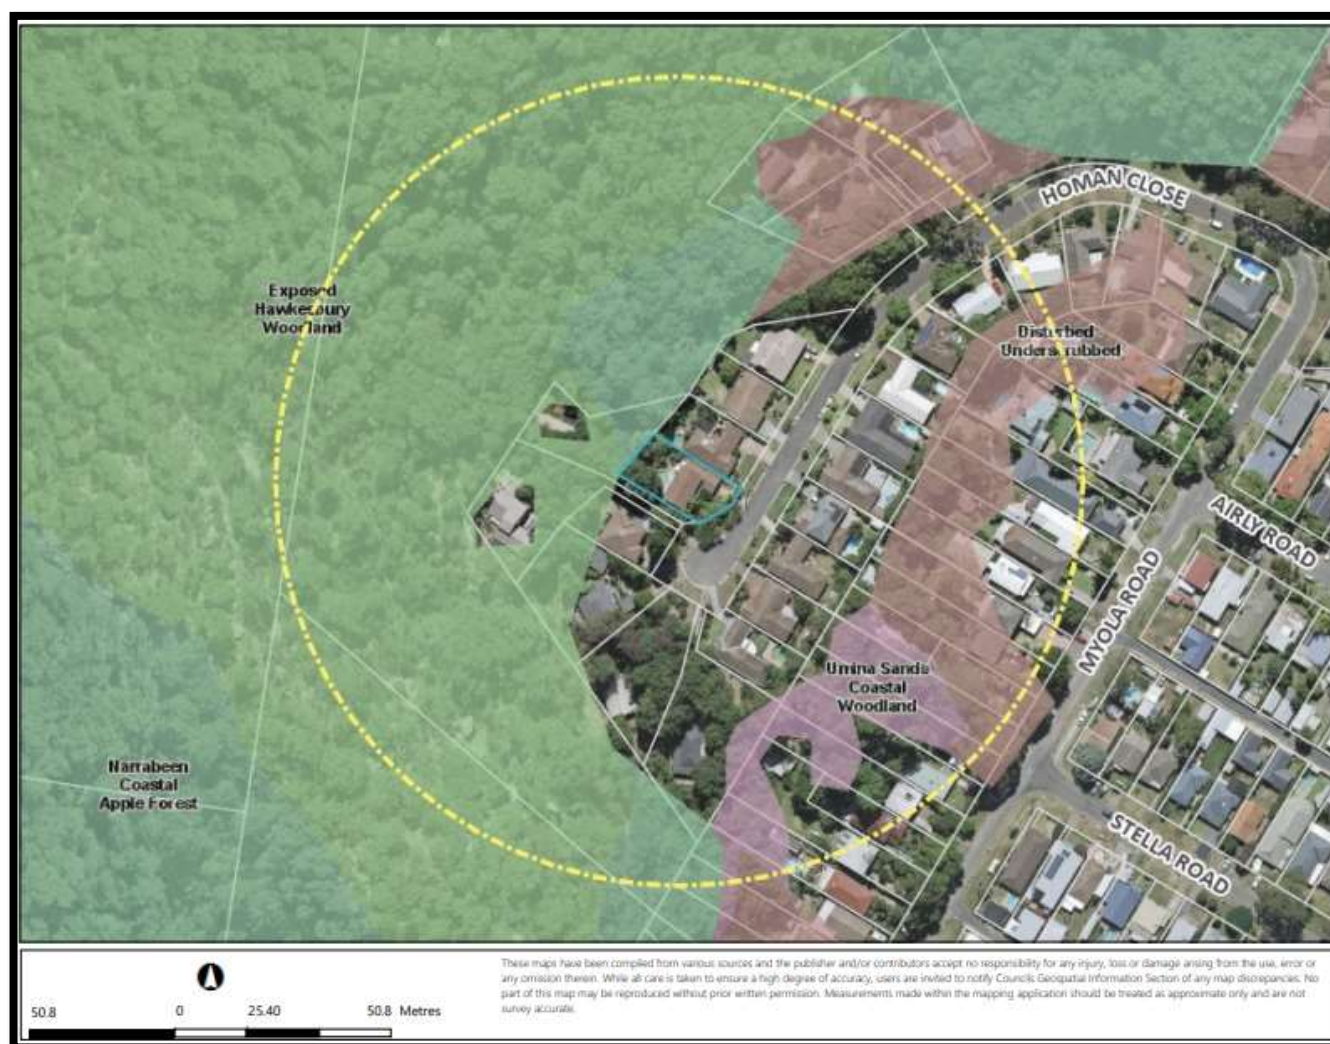 HOMAN CLOSE
Exposed
Hawkesbury
Woodland
Disturbed
Underscrubbed
AIRLY ROAD
MYOLA ROAD
Umina Sands
Coastal
Woodland
Narrabeen
Coastal
Apple Forest
STELLA ROAD
50.8 0 25.40 50.8 Metres
These maps have been compiled from various sources and the publisher and/or contributors accept no responsibility for any injury, loss or damage arising from the use, error or
any omission therein. While all care is taken to ensure a high degree of accuracy, users are invited to notify Councils Geospatial Information Section of any map discrepancies. No
part of this map may be reproduced without prior written permission. Measurements made within the mapping application should be treated as approximate only and are not
survey accurate.